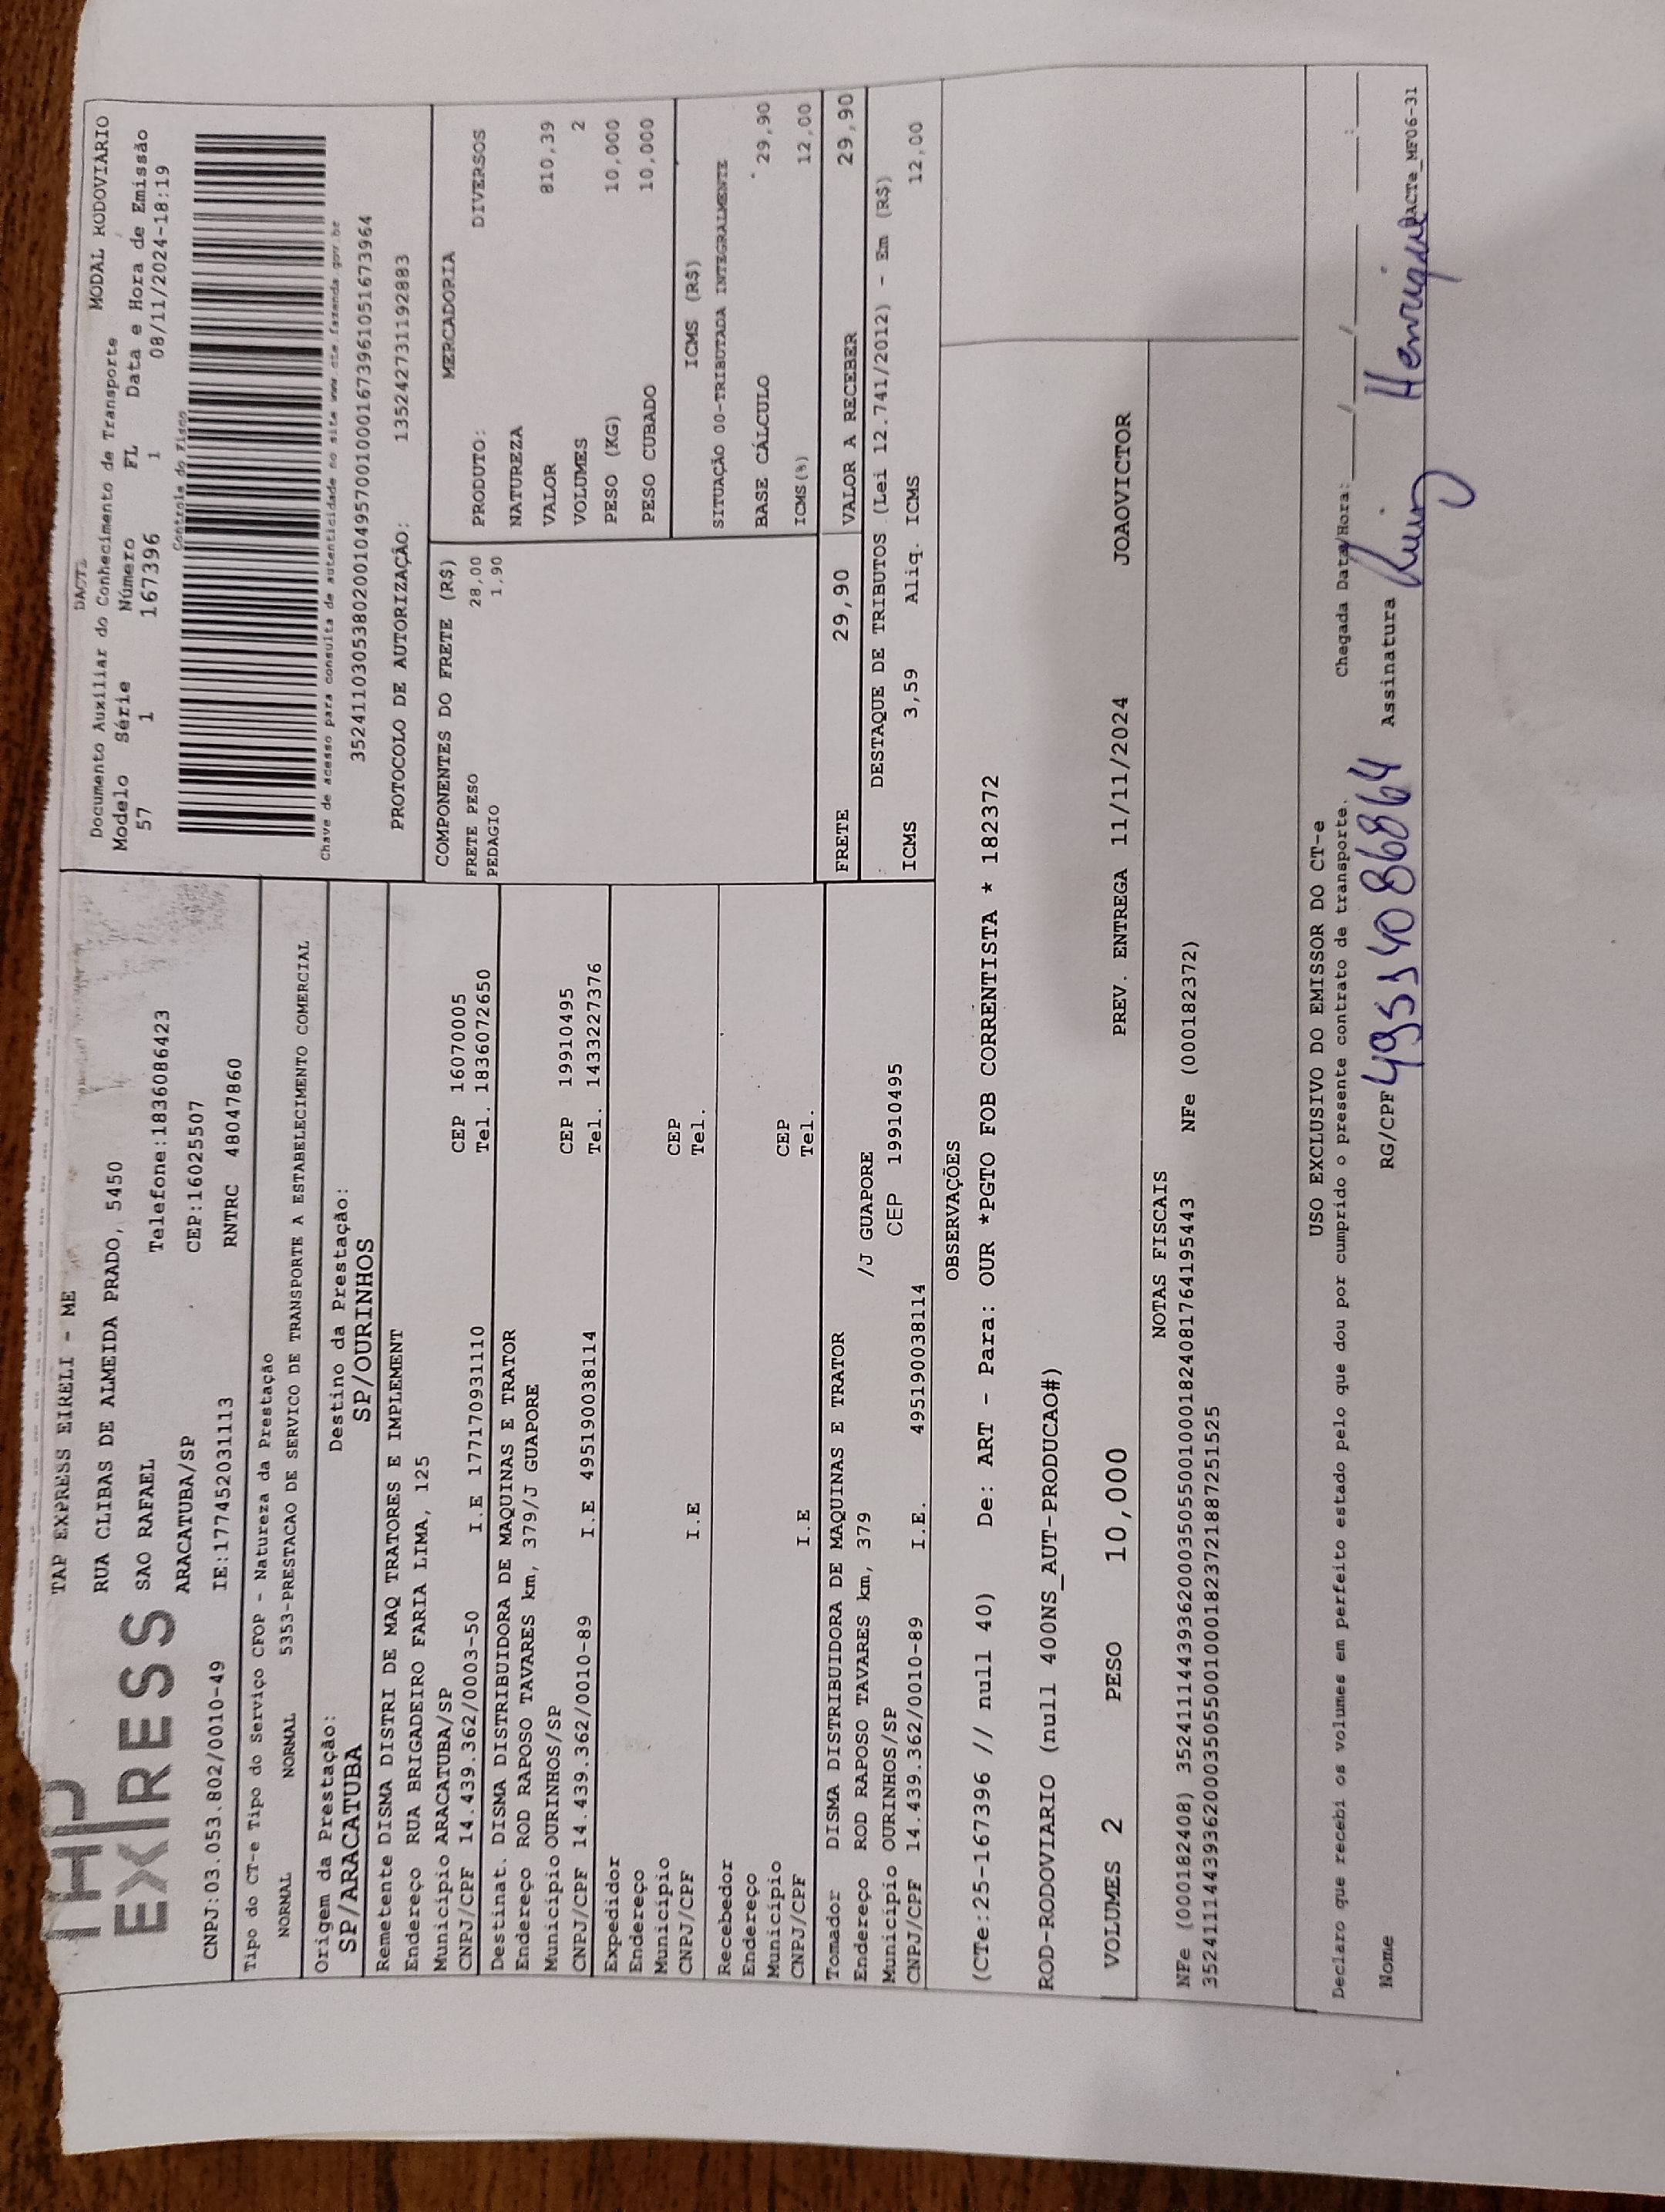 TAP EXPRESS EIRELI - ME
RUA CLIBAS DE ALMEIDA PRADO, 5450
SAO RAFAEL Telefone:1836086423
ARACATUBA/SP CEP:16025507
CNPJ:03.053.802/0010-49 IE:177452031113 RNTRC 48047860
DACTE
Documento Auxiliar do Conhecimento de Transporte MODAL RODOVIÁRIO
Modelo Série Número FL Data e Hora de Emissão
57 1 167396 1 08/11/2024-18:19
Controle do Fisco
Chave de acesso para consulta de autenticidade no site www.cte.fazenda.gov.br
35241103053802001049570010001673961051673964
PROTOCOLO DE AUTORIZAÇÃO: 135242731192883
Tipo do CT-e Tipo do Serviço CFOP - Natureza da Prestação
NORMAL NORMAL 5353-PRESTACAO DE SERVICO DE TRANSPORTE A ESTABELECIMENTO COMERCIAL
Origem da Prestação: Destino da Prestação:
SP/ARACATUBA SP/OURINHOS
Remetente DISMA DISTRI DE MAQ TRATORES E IMPLEMENT
Endereço RUA BRIGADEIRO FARIA LIMA, 125
Município ARACATUBA/SP CEP 16070005
CNPJ/CPF 14.439.362/0003-50 I.E 177170931110 Tel. 1836072650
Destinat. DISMA DISTRIBUIDORA DE MAQUINAS E TRATOR
Endereço ROD RAPOSO TAVARES km, 379/J GUAPORE
Município OURINHOS/SP CEP 19910495
CNPJ/CPF 14.439.362/0010-89 I.E 495190038114 Tel. 1433227376
Expedidor
Endereço
Município CEP
CNPJ/CPF I.E Tel.
Recebedor
Endereço
Município CEP
CNPJ/CPF I.E Tel.
Tomador DISMA DISTRIBUIDORA DE MAQUINAS E TRATOR
Endereço ROD RAPOSO TAVARES km, 379 /J GUAPORE
Município OURINHOS/SP CEP 19910495
CNPJ/CPF 14.439.362/0010-89 I.E. 495190038114
COMPONENTES DO FRETE (R$)
FRETE PESO 28,00
PEDAGIO 1,90
MERCADORIA
PRODUTO: DIVERSOS
NATUREZA
VALOR 810,39
VOLUMES 2
PESO (KG) 10,000
PESO CUBADO 10,000
ICMS (R$)
SITUAÇÃO 00-TRIBUTADA INTEGRALMENTE
BASE CÁLCULO 29,90
ICMS(%) 12,00
FRETE 29,90 VALOR A RECEBER 29,90
DESTAQUE DE TRIBUTOS (Lei 12.741/2012) - Em (R$)
ICMS 3,59 Aliq. ICMS 12,00
OBSERVAÇÕES
(CTe:25-167396 // null 40) De: ART - Para: OUR *PGTO FOB CORRENTISTA * 182372
ROD-RODOVIARIO (null 400NS_AUT-PRODUCAO#)
VOLUMES 2 PESO 10,000 PREV. ENTREGA 11/11/2024 JOAOVICTOR
NOTAS FISCAIS
NFe (000182408) 35241114439362000350550010001824081764195443 NFe (000182372)
35241114439362000350550010001823721887251525
USO EXCLUSIVO DO EMISSOR DO CT-e
Declaro que recebi os volumes em perfeito estado pelo que dou por cumprido o presente contrato de transporte. Chegada Data/Hora: / / :
Nome RG/CPF Assinatura Luiz Henrique DACTe_MF06-31